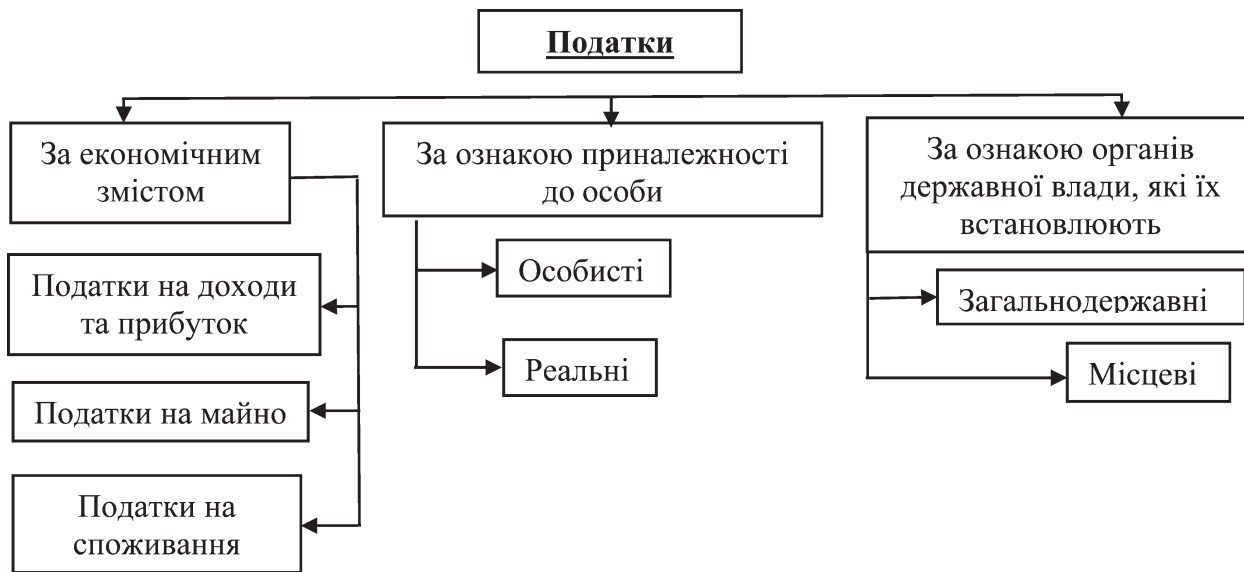 Податки
За економічним
змістом
Податки на доходи
та прибуток
Податки на майно
Податки на
споживання
За ознакою приналежності
до особи
Особисті
Реальні
За ознакою органів
державної влади, які їх
встановлюють
Загальнодержавні
Місцеві